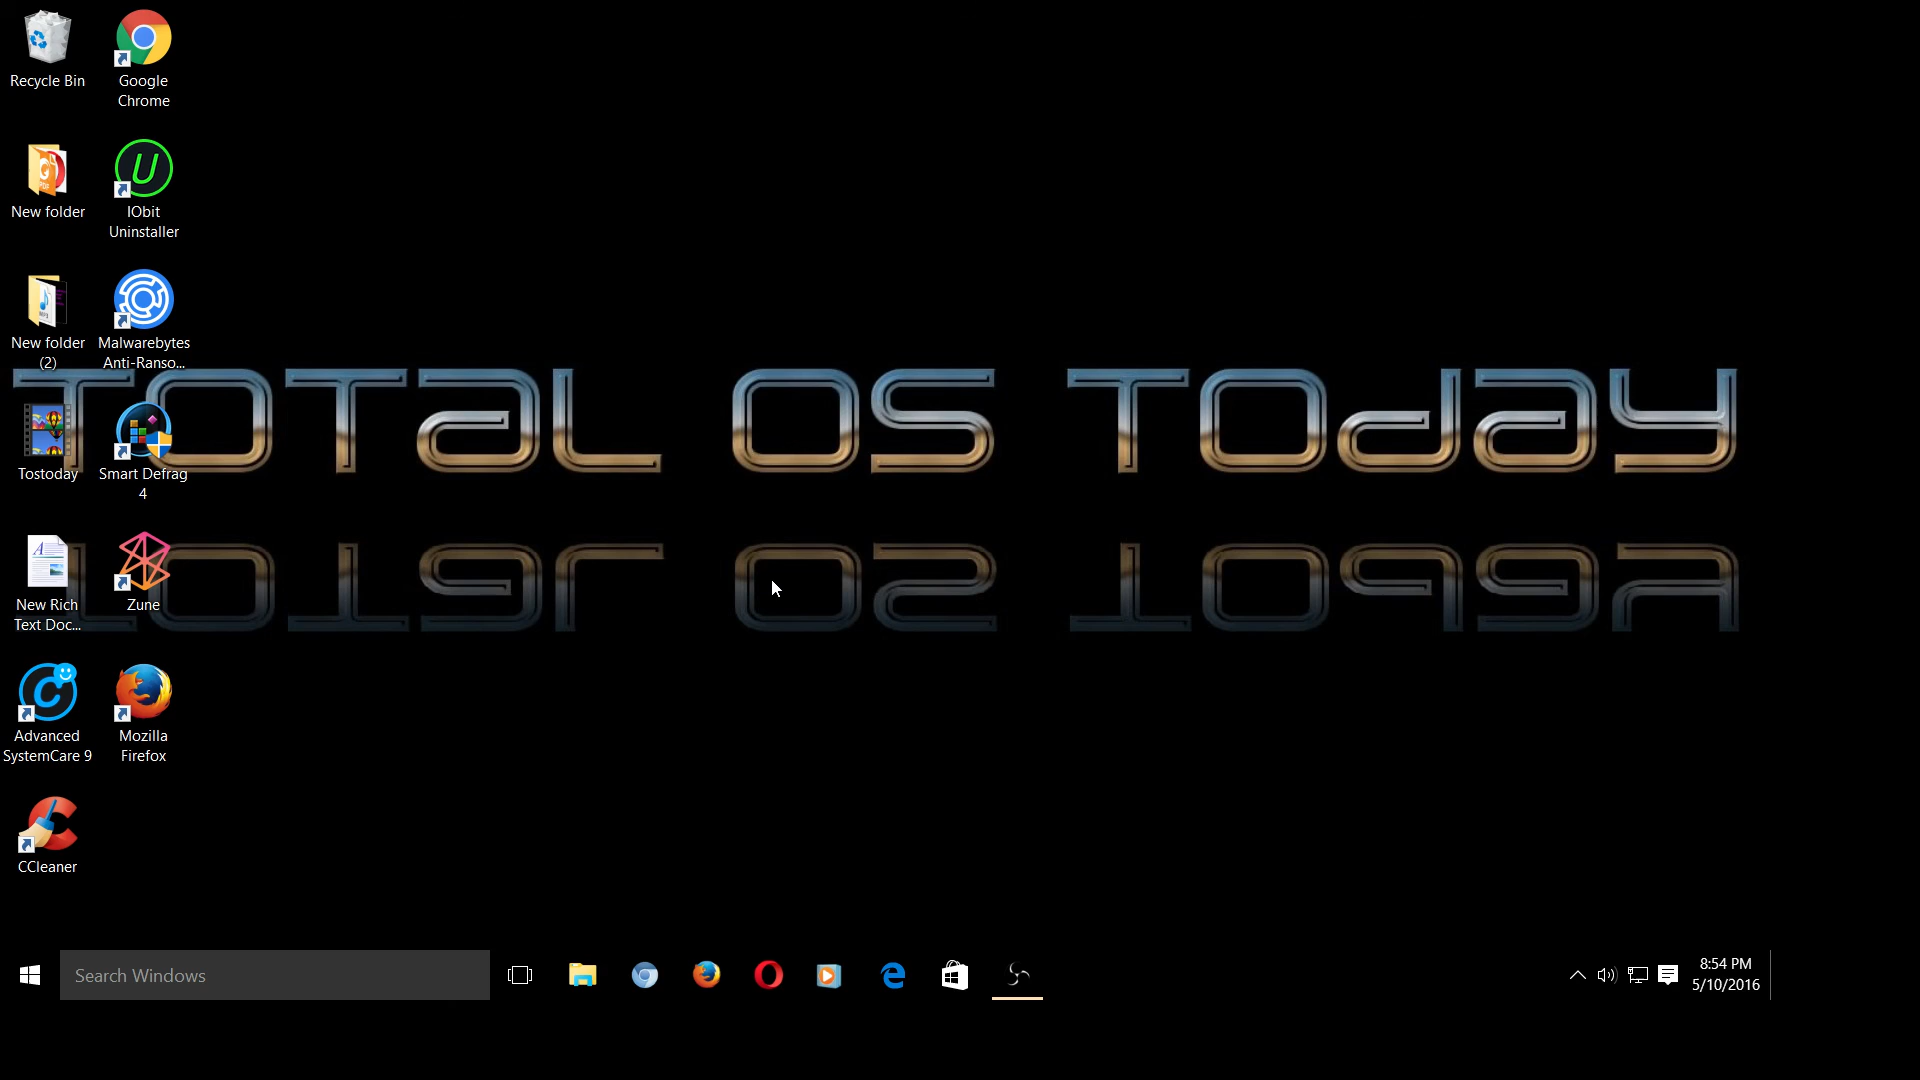 Recycle Bin
Google
Chrome
New folder
IObit
Uninstaller
New folder
(2)
Malwarebytes
Anti-Ranso...
TOTAL OS TODAY
Tostoday
Smart Defrag
4
New Rich
Text Doc...
Zune
Advanced
SystemCare 9
Mozilla
Firefox
CCleaner
Search Windows
8:54 PM
5/10/2016